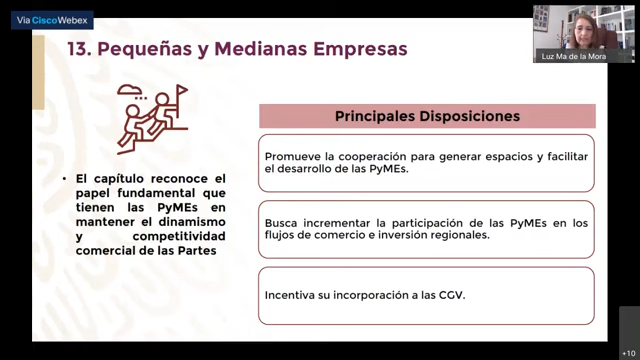 Via CiscoWebex
13. Pequeñas y Medianas Empresas
Luz Ma de la Mora
• El capítulo reconoce el
papel fundamental que
tienen las PyMEs en
mantener el dinamismo
y competitividad
comercial de las Partes
Principales Disposiciones
Promueve la cooperación para generar espacios y facilitar
el desarrollo de las PyMEs.
Busca incrementar la participación de las PyMEs en los
flujos de comercio e inversión regionales.
Incentiva su incorporación a las CGV.
+10